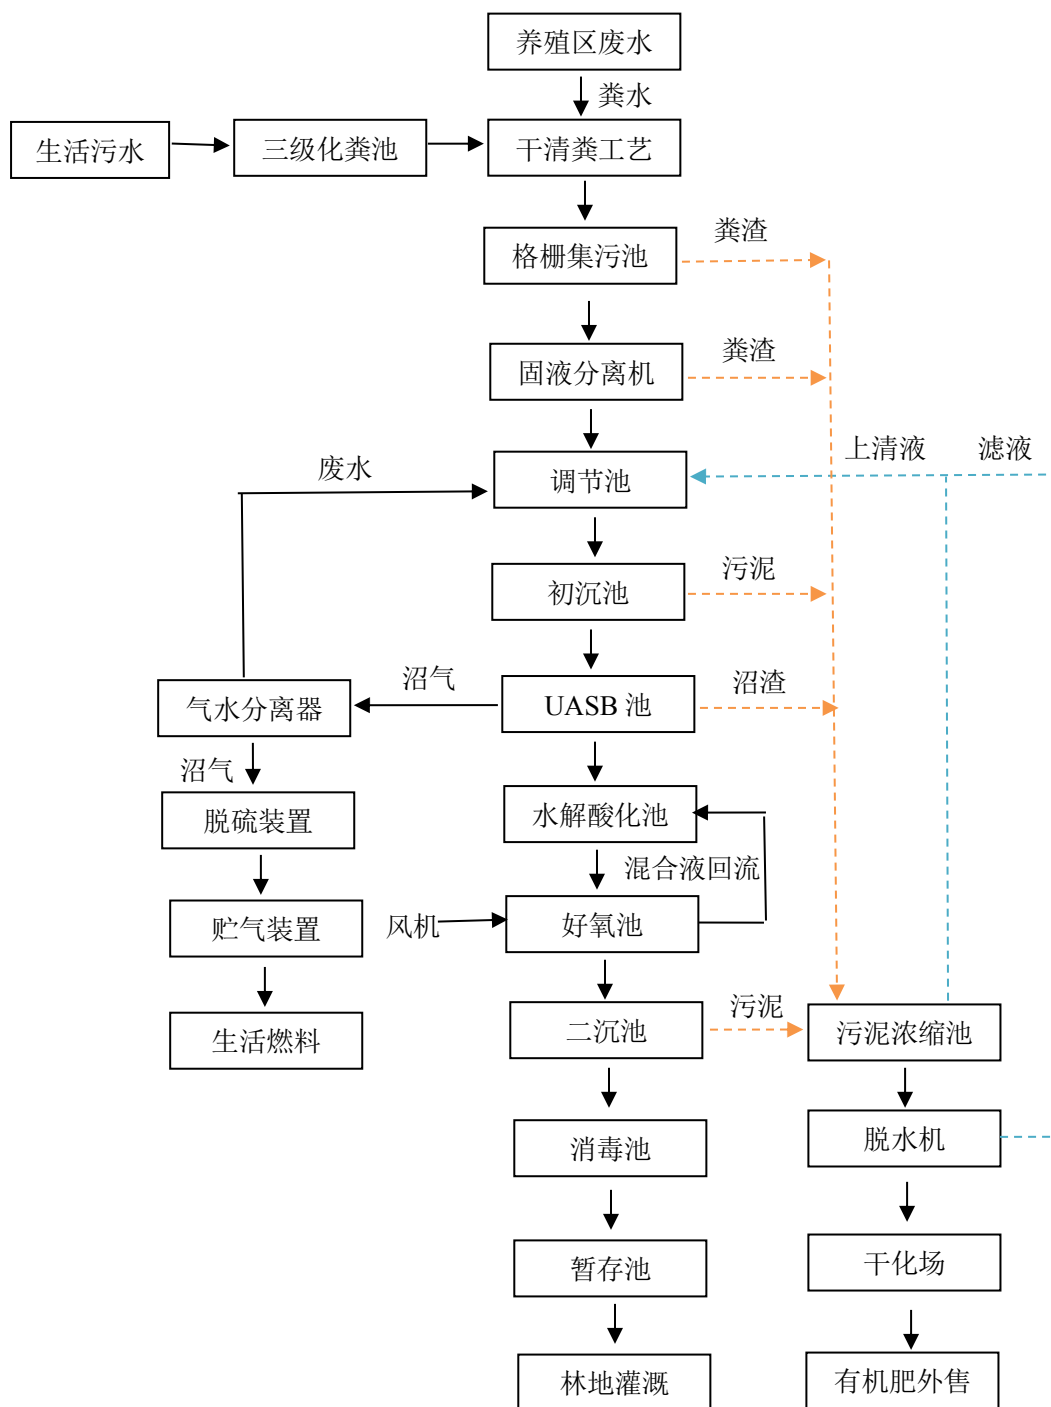 养殖区废水
粪水
生活污水
三级化粪池
干清粪工艺
粪渣
格栅集污池
粪渣
固液分离机
上清液
滤液
废水
调节池
污泥
初沉池
沼气
沼渣
气水分离器
UASB 池
沼气
脱硫装置
水解酸化池
混合液回流
贮气装置
风机
好氧池
污泥
生活燃料
二沉池
污泥浓缩池
消毒池
脱水机
暂存池
干化场
林地灌溉
有机肥外售